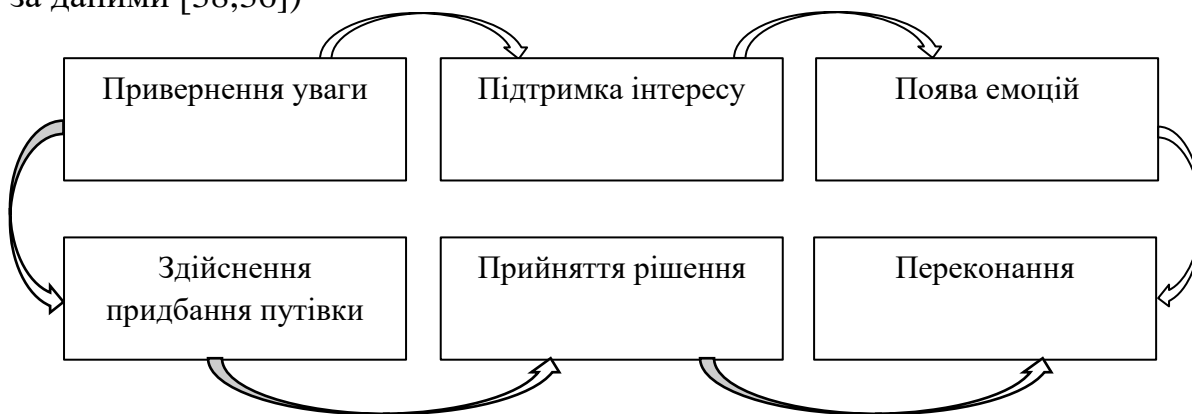 за даними [38,56])
Привернення уваги
Підтримка інтересу
Поява емоцій
Здійснення
придбання путівки
Прийняття рішення
Переконання